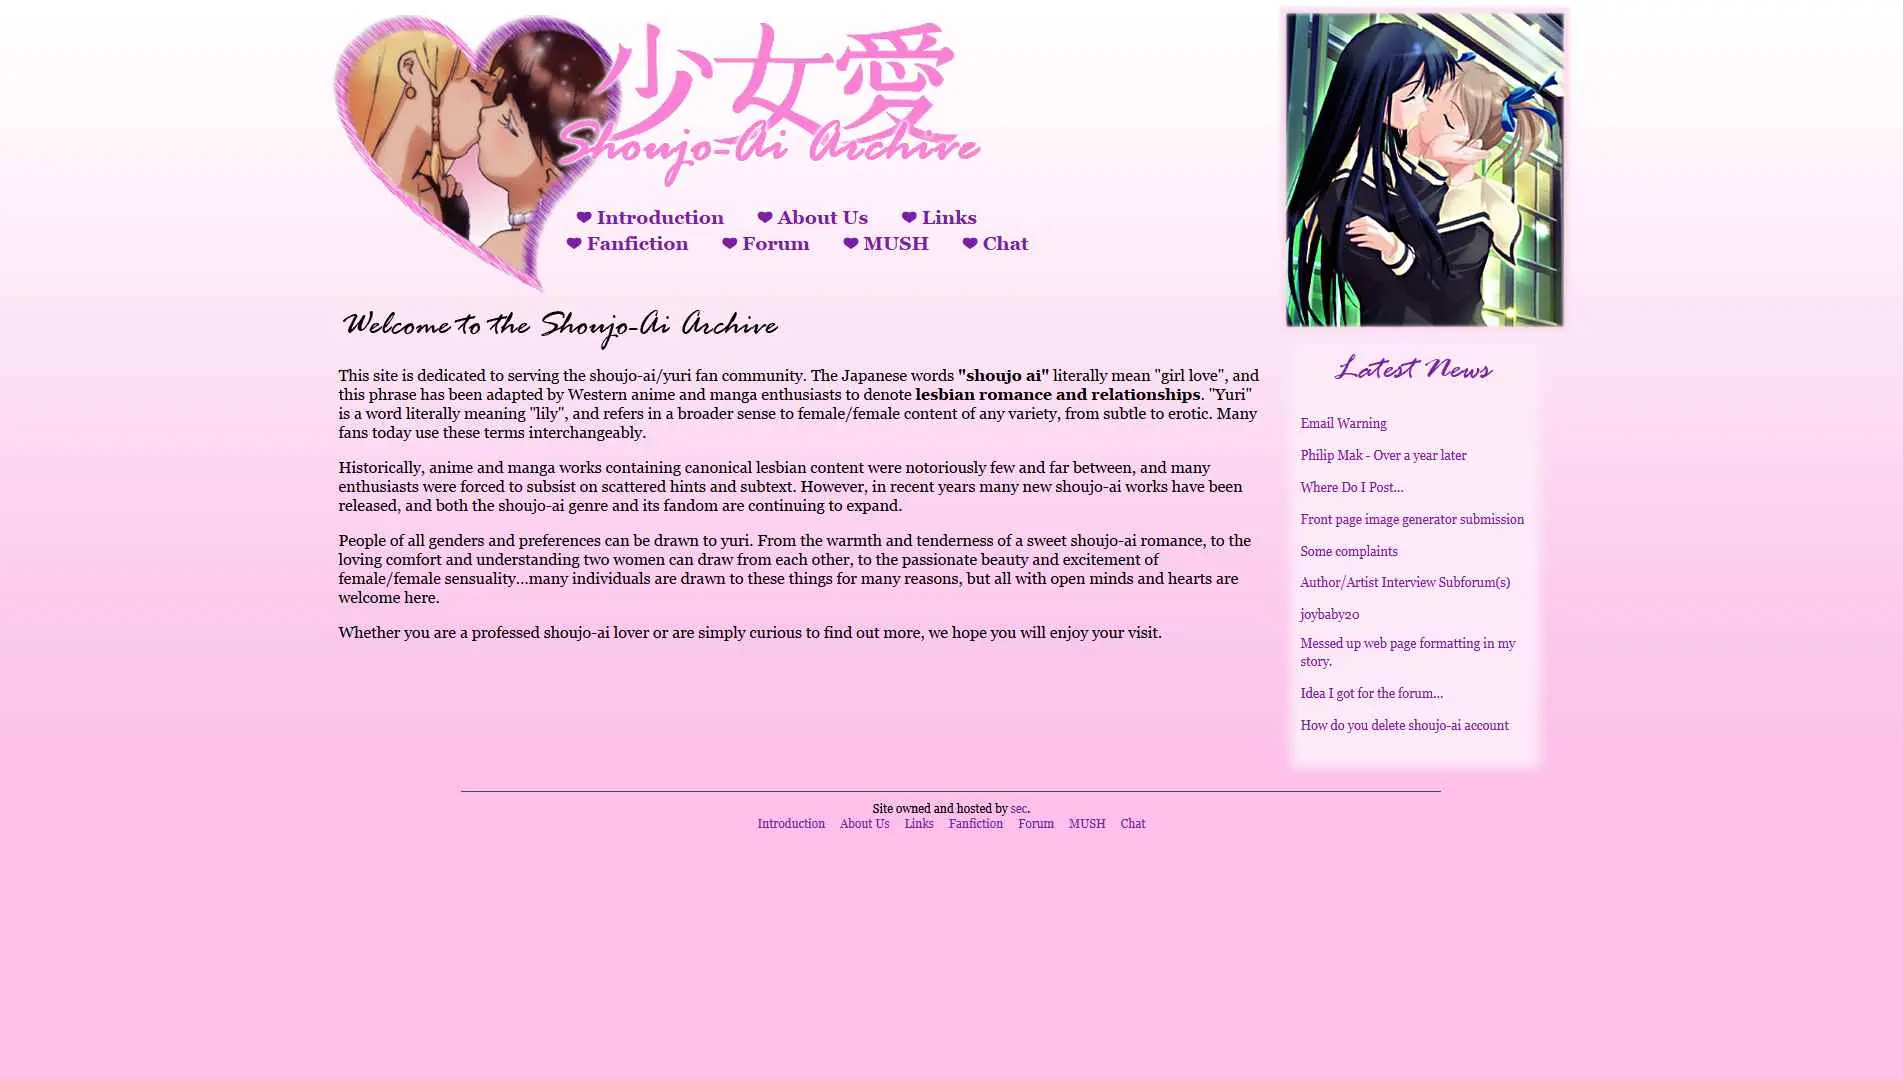 少女愛
Shoujo-Ai Archive
Introduction About Us Links
Fanfiction Forum MUSH Chat
Welcome to the Shoujo-Ai Archive
This site is dedicated to serving the shoujo-ai/yuri fan community. The Japanese words "shoujo ai" literally mean "girl love", and
this phrase has been adapted by Western anime and manga enthusiasts to denote lesbian romance and relationships. "Yuri"
is a word literally meaning "lily", and refers in a broader sense to female/female content of any variety, from subtle to erotic. Many
fans today use these terms interchangeably.
Historically, anime and manga works containing canonical lesbian content were notoriously few and far between, and many
enthusiasts were forced to subsist on scattered hints and subtext. However, in recent years many new shoujo-ai works have been
released, and both the shoujo-ai genre and its fandom are continuing to expand.
People of all genders and preferences can be drawn to yuri. From the warmth and tenderness of a sweet shoujo-ai romance, to the
loving comfort and understanding two women can draw from each other, to the passionate beauty and excitement of
female/female sensuality...many individuals are drawn to these things for many reasons, but all with open minds and hearts are
welcome here.
Whether you are a professed shoujo-ai lover or are simply curious to find out more, we hope you will enjoy your visit.
Latest News
Email Warning
Philip Mak - Over a year later
Where Do I Post...
Front page image generator submission
Some complaints
Author/Artist Interview Subforum(s)
joybaby20
Messed up web page formatting in my
story.
Idea I got for the forum...
How do you delete shoujo-ai account
Site owned and hosted by sec.
Introduction About Us Links Fanfiction Forum MUSH Chat